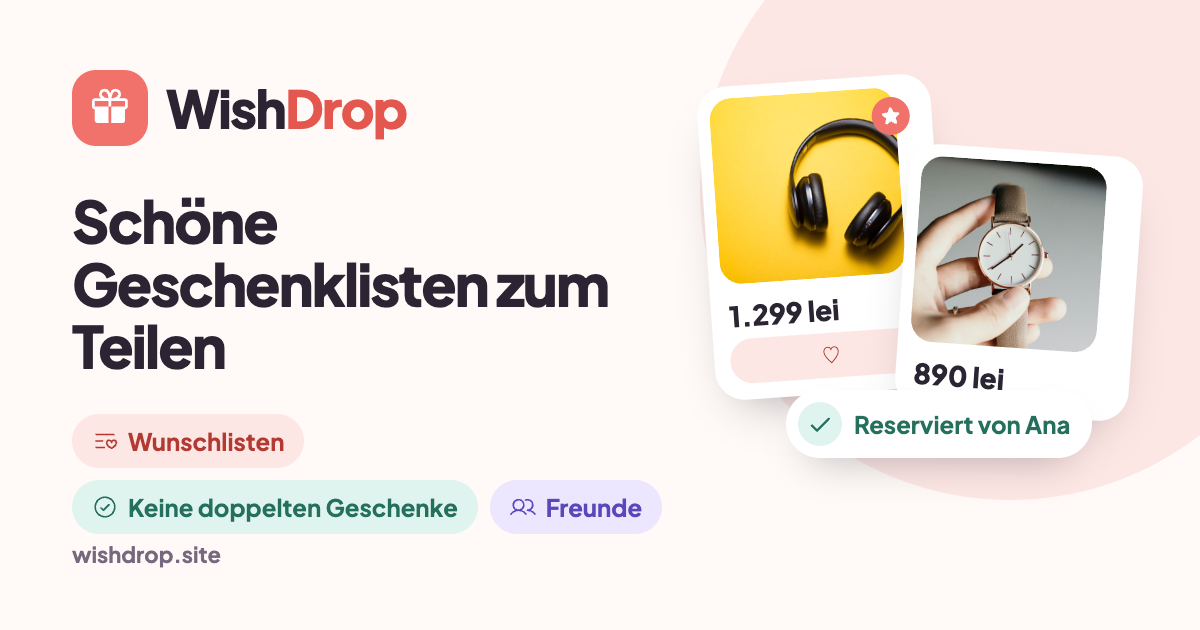 WishDrop
Schöne
Geschenklisten zum
Teilen
Wunschlisten
Keine doppelten Geschenke
Freunde
wishdrop.site
1.299 lei
890 lei
Reserviert von Ana